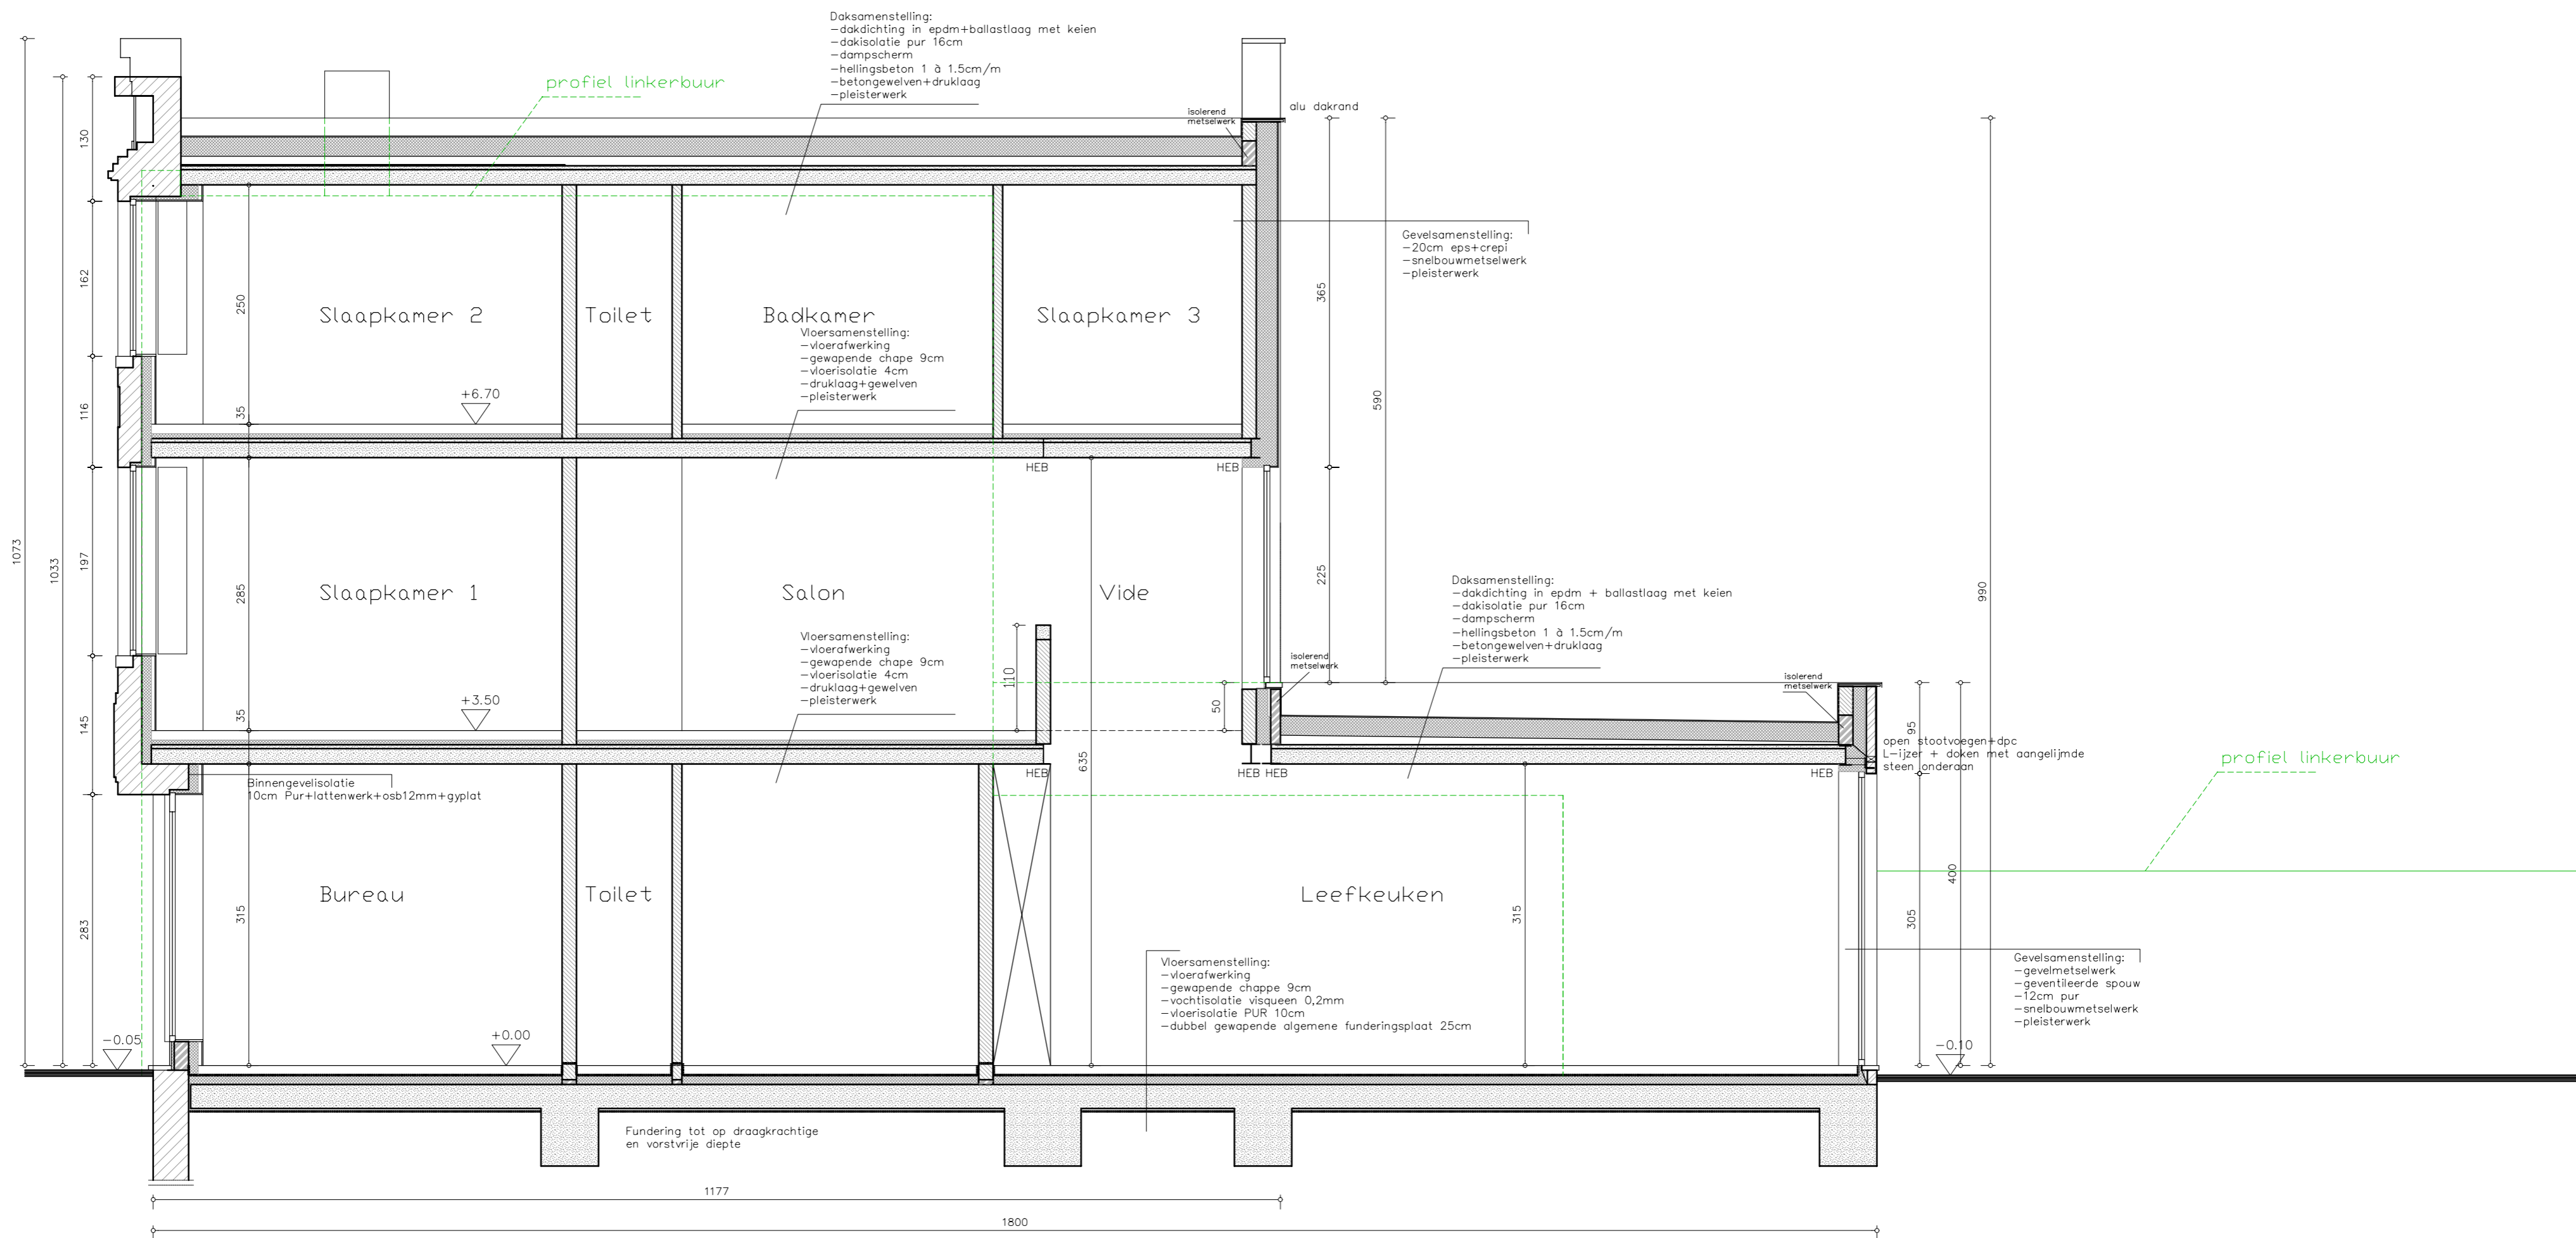 Daksamenstelling:
-dakdichting in epdm+ballastlaag met keien
-dakisolatie pur 16cm
-dampscherm
-hellingsbeton 1 à 1.5cm/m
-betongewelven+druklaag
-pleisterwerk
profiel linkerbuur
isolerend
metselwerk
alu dakrand
130
162
116
197
145
283
1033
1073
250
35
285
35
315
Gevelsamenstelling:
-20cm eps+crepi
-snelbouwmetselwerk
-pleisterwerk
365
590
225
990
Slaapkamer 2
Toilet
Badkamer
Slaapkamer 3
Vloersamenstelling:
-vloerafwerking
-gewapende chape 9cm
-vloerisolatie 4cm
-druklaag+gewelven
-pleisterwerk
+6.70
HEB
HEB
Slaapkamer 1
Salon
Vide
Daksamenstelling:
-dakdichting in epdm + ballastlaag met keien
-dakisolatie pur 16cm
-dampscherm
-hellingsbeton 1 à 1.5cm/m
-betongewelven+druklaag
-pleisterwerk
Vloersamenstelling:
-vloerafwerking
-gewapende chape 9cm
-vloerisolatie 4cm
-druklaag+gewelven
-pleisterwerk
110
50
635
isolerend
metselwerk
isolerend
metselwerk
+3.50
95
open stootvoegen+dpc
L-ijzer + doken met aangelijmde
steen onderaan
HEB
HEB HEB
HEB
profiel linkerbuur
Binnengevelisolatie
10cm Pur+lattenwerk+osb12mm+gyplat
Bureau
Toilet
Leefkeuken
315
400
305
Vloersamenstelling:
-vloerafwerking
-gewapende chappe 9cm
-vochtisolatie visqueen 0,2mm
-vloerisolatie PUR 10cm
-dubbel gewapende algemene funderingsplaat 25cm
Gevelsamenstelling:
-gevelmetselwerk
-geventileerde spouw
-12cm pur
-snelbouwmetselwerk
-pleisterwerk
-0.05
+0.00
-0.10
Fundering tot op draagkrachtige
en vorstvrije diepte
1177
1800